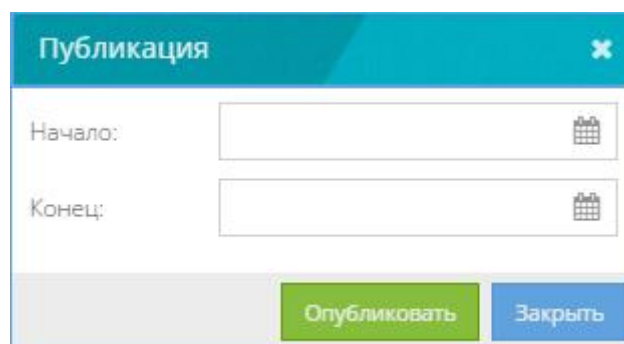 Публикация
Начало:
Конец:
Опубликовать Закрыть